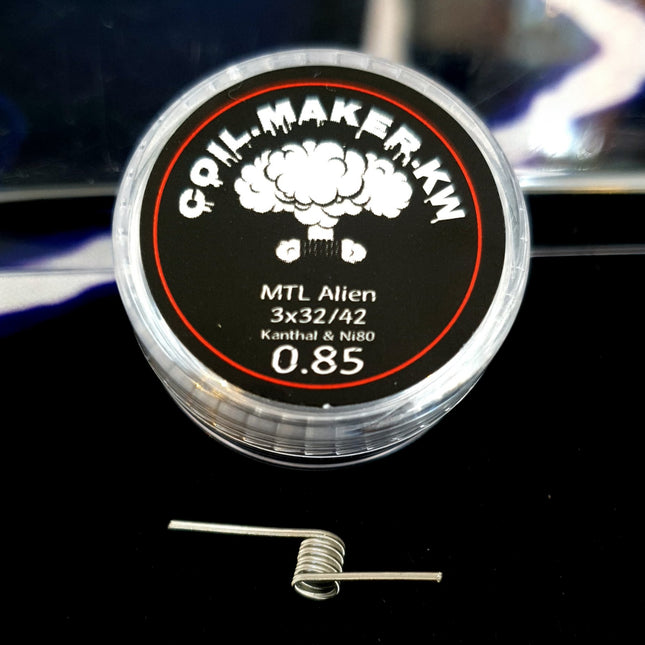 COIL.MAKER.KW
MTL Alien
3x32/42
Kanthal & Ni80
0.85